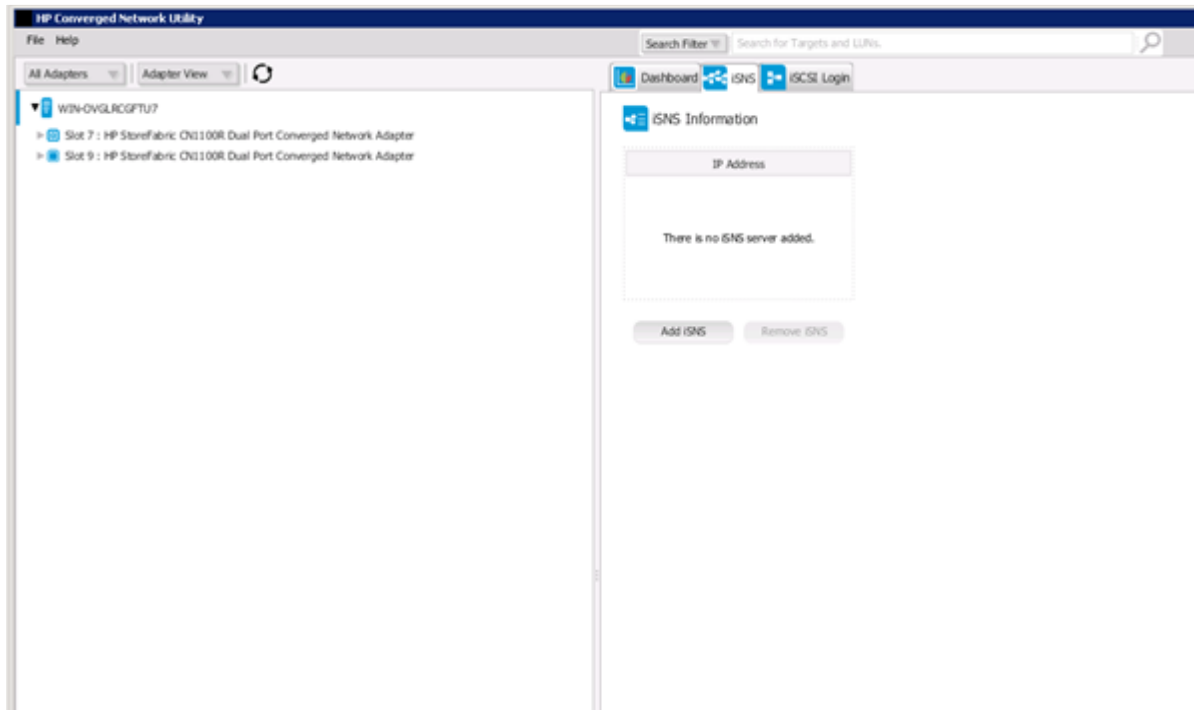 HP Converged Network Utility
File Help
Search Filter Search for Targets and LUNs.
All Adapters Adapter View
Dashboard iSNS iSCSI Login
WIN-OVGLRCGFTU7
Slot 7 : HP StoreFabric CN1100R Dual Port Converged Network Adapter
Slot 9 : HP StoreFabric CN1100R Dual Port Converged Network Adapter
iSNS Information
IP Address
There is no iSNS server added.
Add iSNS Remove iSNS